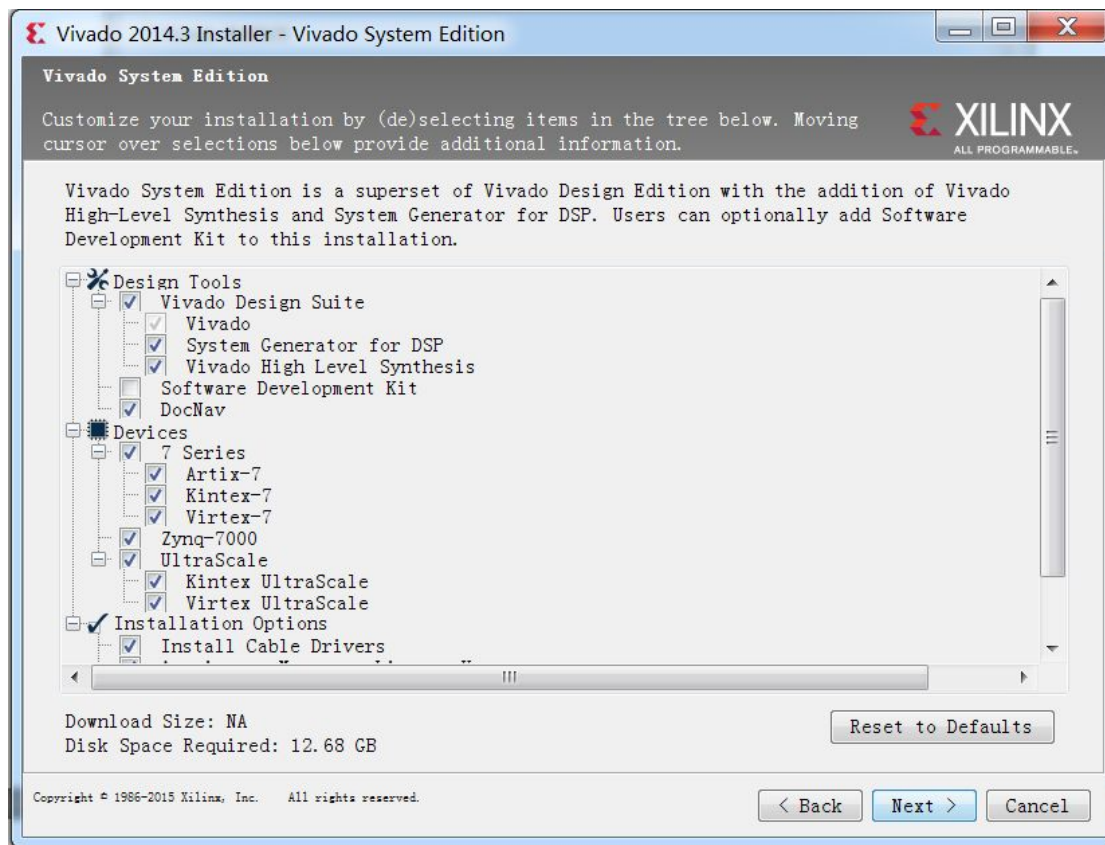 Vivado 2014.3 Installer - Vivado System Edition
Vivado System Edition
Customize your installation by (de)selecting items in the tree below. Moving
cursor over selections below provide additional information.
XILINX
ALL PROGRAMMABLE.
Vivado System Edition is a superset of Vivado Design Edition with the addition of Vivado
High-Level Synthesis and System Generator for DSP. Users can optionally add Software
Development Kit to this installation.
Design Tools
Vivado Design Suite
Vivado
System Generator for DSP
Vivado High Level Synthesis
Software Development Kit
DocNav
Devices
7 Series
Artix-7
Kintex-7
Virtex-7
Zynq-7000
UltraScale
Kintex UltraScale
Virtex UltraScale
Installation Options
Install Cable Drivers
Download Size: NA
Disk Space Required: 12.68 GB
Reset to Defaults
Copyright © 1986-2015 Xilinx, Inc. All rights reserved.
< Back Next > Cancel